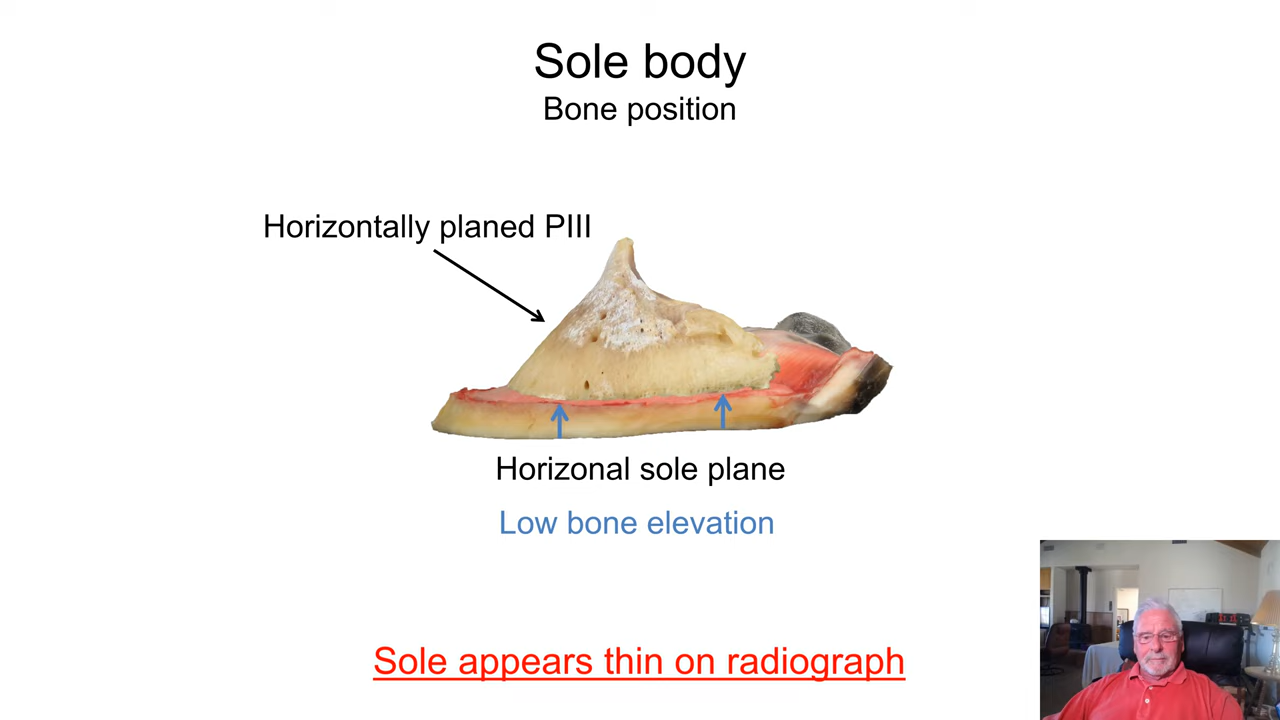 Sole body
Bone position
Horizontally planed PIII
Horizonal sole plane
Low bone elevation
Sole appears thin on radiograph